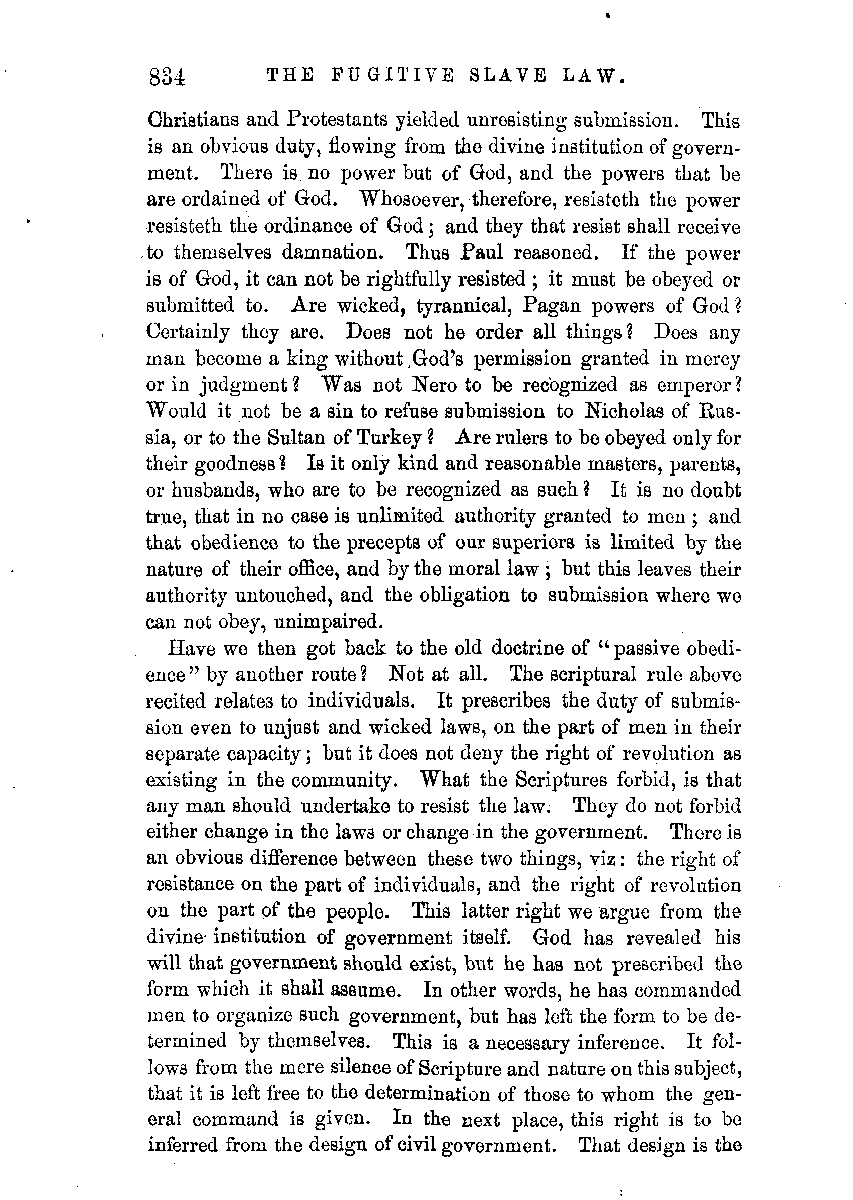 834 THE FUGITIVE SLAVE LAW.
Christians and Protestants yielded unresisting submission. This
is an obvious duty, flowing from the divine institution of govern-
ment. There is no power but of God, and the powers that be
are ordained of God. Whosoever, therefore, resisteth the power
resisteth the ordinance of God; and they that resist shall receive
to themselves damnation. Thus Paul reasoned. If the power
is of God, it can not be rightfully resisted; it must be obeyed or
submitted to. Are wicked, tyrannical, Pagan powers of God?
Certainly they are. Does not he order all things? Does any
man become a king without God's permission granted in mercy
or in judgment? Was not Nero to be recognized as emperor?
Would it not be a sin to refuse submission to Nicholas of Rus-
sia, or to the Sultan of Turkey? Are rulers to be obeyed only for
their goodness? Is it only kind and reasonable masters, parents,
or husbands, who are to be recognized as such? It is no doubt
true, that in no case is unlimited authority granted to men; and
that obedience to the precepts of our superiors is limited by the
nature of their office, and by the moral law; but this leaves their
authority untouched, and the obligation to submission where we
can not obey, unimpaired.
Have we then got back to the old doctrine of "passive obedi-
ence" by another route? Not at all. The scriptural rule above
recited relates to individuals. It prescribes the duty of submis-
sion even to unjust and wicked laws, on the part of men in their
separate capacity; but it does not deny the right of revolution as
existing in the community. What the Scriptures forbid, is that
any man should undertake to resist the law. They do not forbid
either change in the laws or change in the government. There is
an obvious difference between these two things, viz: the right of
resistance on the part of individuals, and the right of revolution
on the part of the people. This latter right we argue from the
divine institution of government itself. God has revealed his
will that government should exist, but he has not prescribed the
form which it shall assume. In other words, he has commanded
men to organize such government, but has left the form to be de-
termined by themselves. This is a necessary inference. It fol-
lows from the mere silence of Scripture and nature on this subject,
that it is left free to the determination of those to whom the gen-
eral command is given. In the next place, this right is to be
inferred from the design of civil government. That design is the